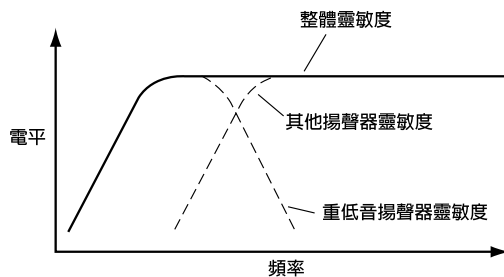 整體靈敏度
其他揚聲器靈敏度
電平
重低音揚聲器靈敏度
頻率